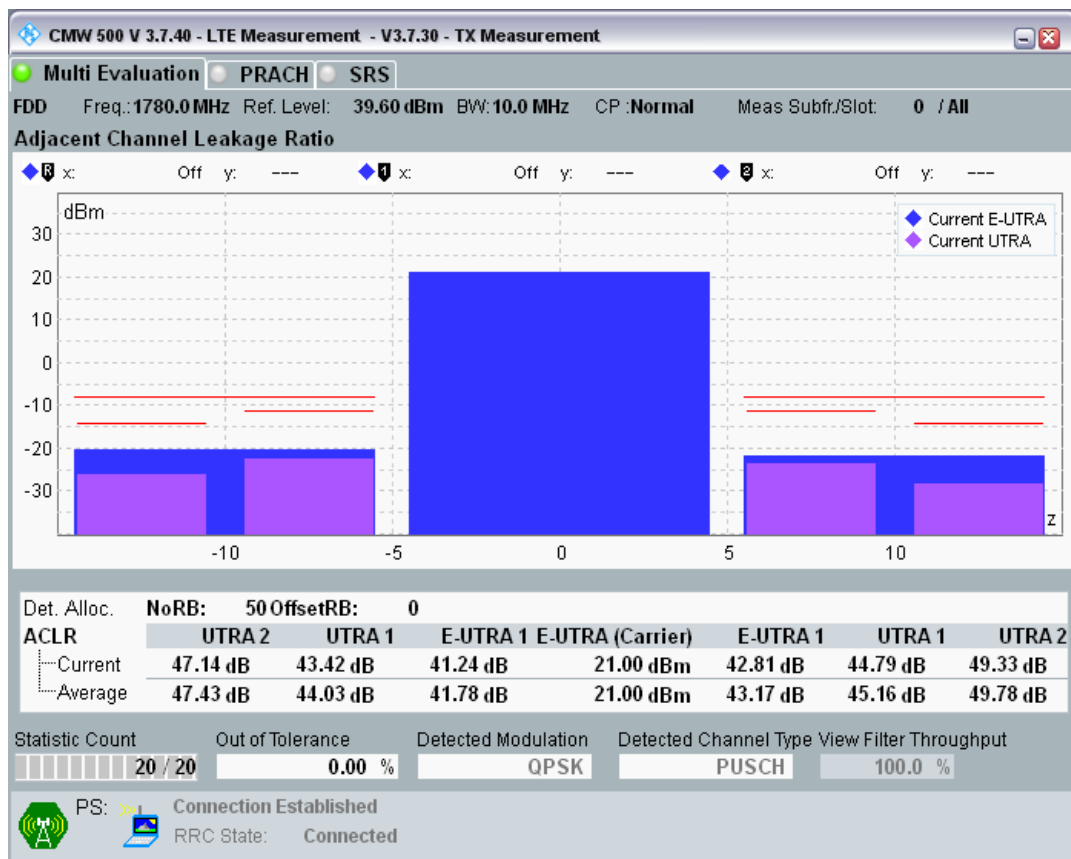 CMW 500 V 3.7.40 - LTE Measurement - V3.7.30 - TX Measurement
Multi Evaluation PRACH SRS
FDD Freq.: 1780.0 MHz Ref. Level: 39.60 dBm BW: 10.0 MHz CP :Normal Meas Subfr./Slot: 0 / All
Adjacent Channel Leakage Ratio
R x: Off y: --- 1 x: Off y: --- 2 x: Off y: ---
dBm
Current E-UTRA
Current UTRA
30
20
10
0
-10
-20
-30
z
-10 -5 0 5 10
Det. Alloc. NoRB: 50 OffsetRB: 0
ACLR UTRA 2 UTRA 1 E-UTRA 1 E-UTRA (Carrier) E-UTRA 1 UTRA 1 UTRA 2
Current 47.14 dB 43.42 dB 41.24 dB 21.00 dBm 42.81 dB 44.79 dB 49.33 dB
Average 47.43 dB 44.03 dB 41.78 dB 21.00 dBm 43.17 dB 45.16 dB 49.78 dB
Statistic Count Out of Tolerance Detected Modulation Detected Channel Type View Filter Throughput
20 / 20 0.00 % QPSK PUSCH 100.0 %
PS: Connection Established
RRC State: Connected